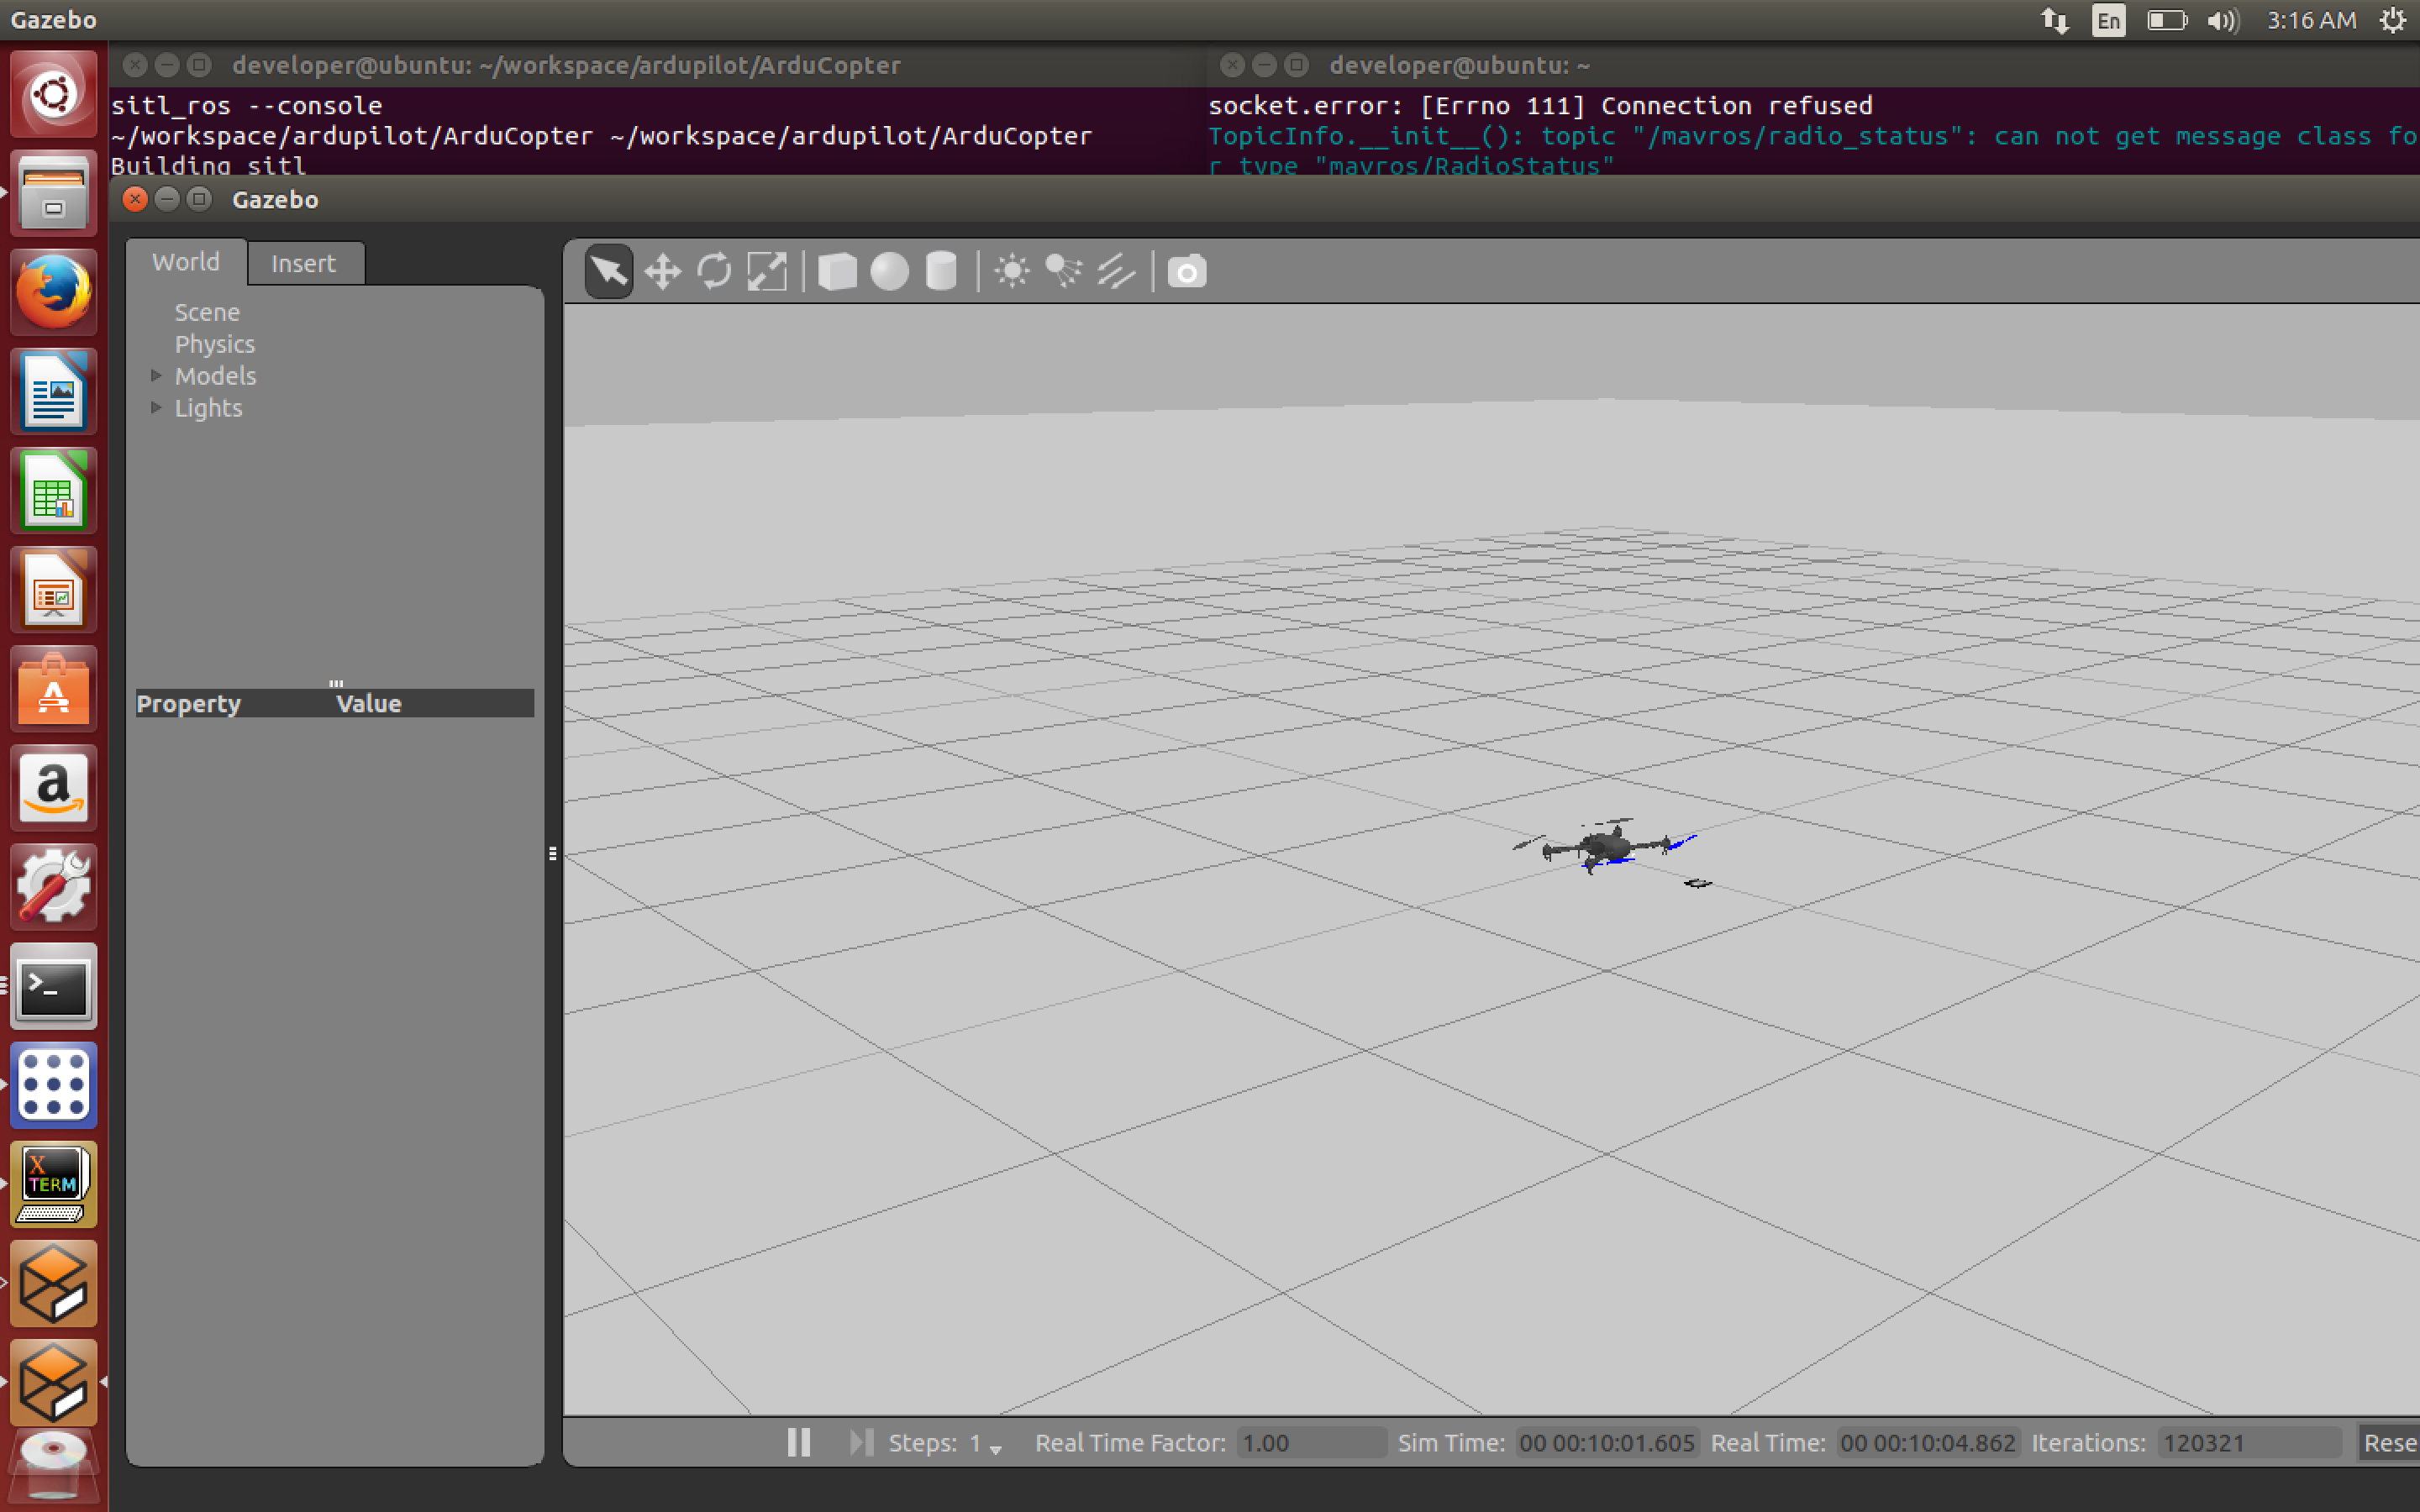 Gazebo
En
3:16 AM
developer@ubuntu: ~/workspace/ardupilot/ArduCopter
developer@ubuntu: ~
sitl_ros --console
~/workspace/ardupilot/ArduCopter ~/workspace/ardupilot/ArduCopter
Building sitl
socket.error: [Errno 111] Connection refused
TopicInfo.__init__(): topic "/mavros/radio_status": can not get message class fo
r type "mavros/RadioStatus"
Gazebo
World
Insert
Scene
Physics
Models
Lights
Property Value
A
a
>_
X
TERM
Steps: 1 Real Time Factor: 1.00 Sim Time: 00 00:10:01.605 Real Time: 00 00:10:04.862 Iterations: 120321 Rese